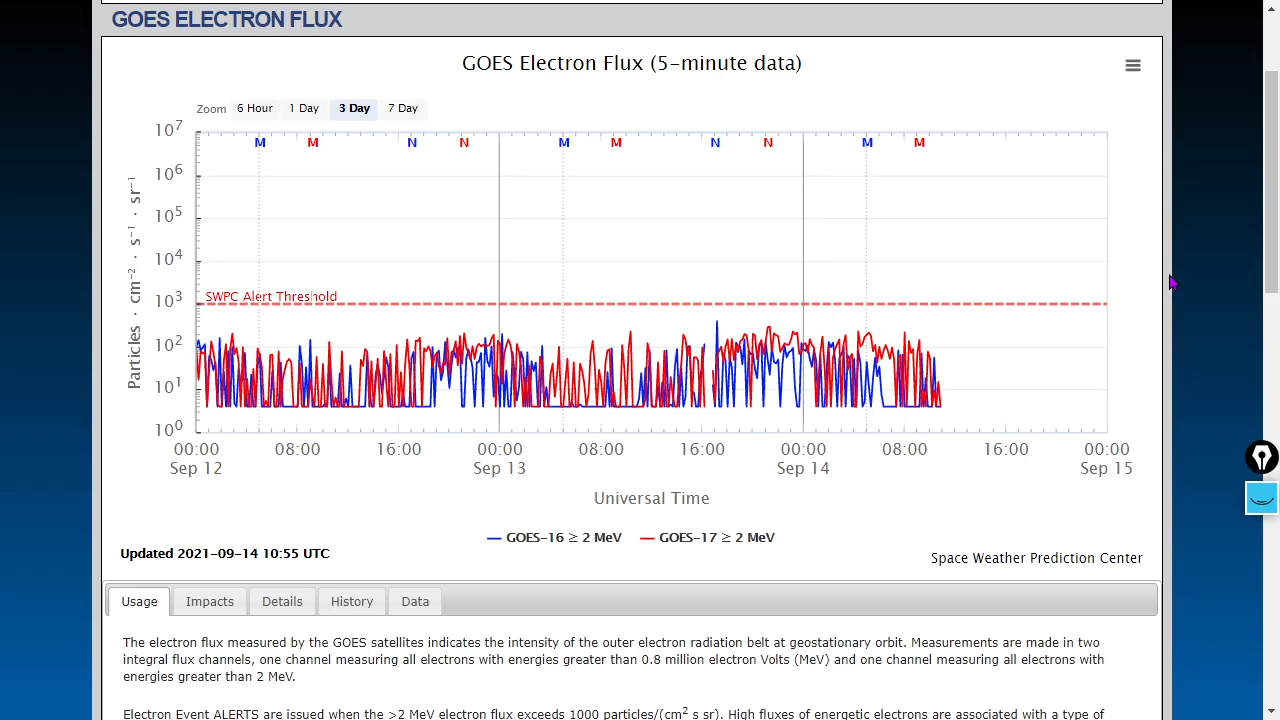 GOES ELECTRON FLUX
GOES Electron Flux (5-minute data)
Zoom 6 Hour 1 Day 3 Day 7 Day
M M N N M M N N M M
10⁷
10⁶
10⁵
10⁴
10³
10²
10¹
10⁰
Particles · cm⁻² · s⁻¹ · sr⁻¹
SWPC Alert Threshold
00:00 08:00 16:00 00:00 08:00 16:00 00:00 08:00 16:00 00:00
Sep 12 Sep 13 Sep 14 Sep 15
Universal Time
GOES-16 ≥ 2 MeV GOES-17 ≥ 2 MeV
Updated 2021-09-14 10:55 UTC
Space Weather Prediction Center
Usage Impacts Details History Data
The electron flux measured by the GOES satellites indicates the intensity of the outer electron radiation belt at geostationary orbit. Measurements are made in two
integral flux channels, one channel measuring all electrons with energies greater than 0.8 million electron Volts (MeV) and one channel measuring all electrons with
energies greater than 2 MeV.
Electron Event ALERTS are issued when the >2 MeV electron flux exceeds 1000 particles/(cm² s sr). High fluxes of energetic electrons are associated with a type of